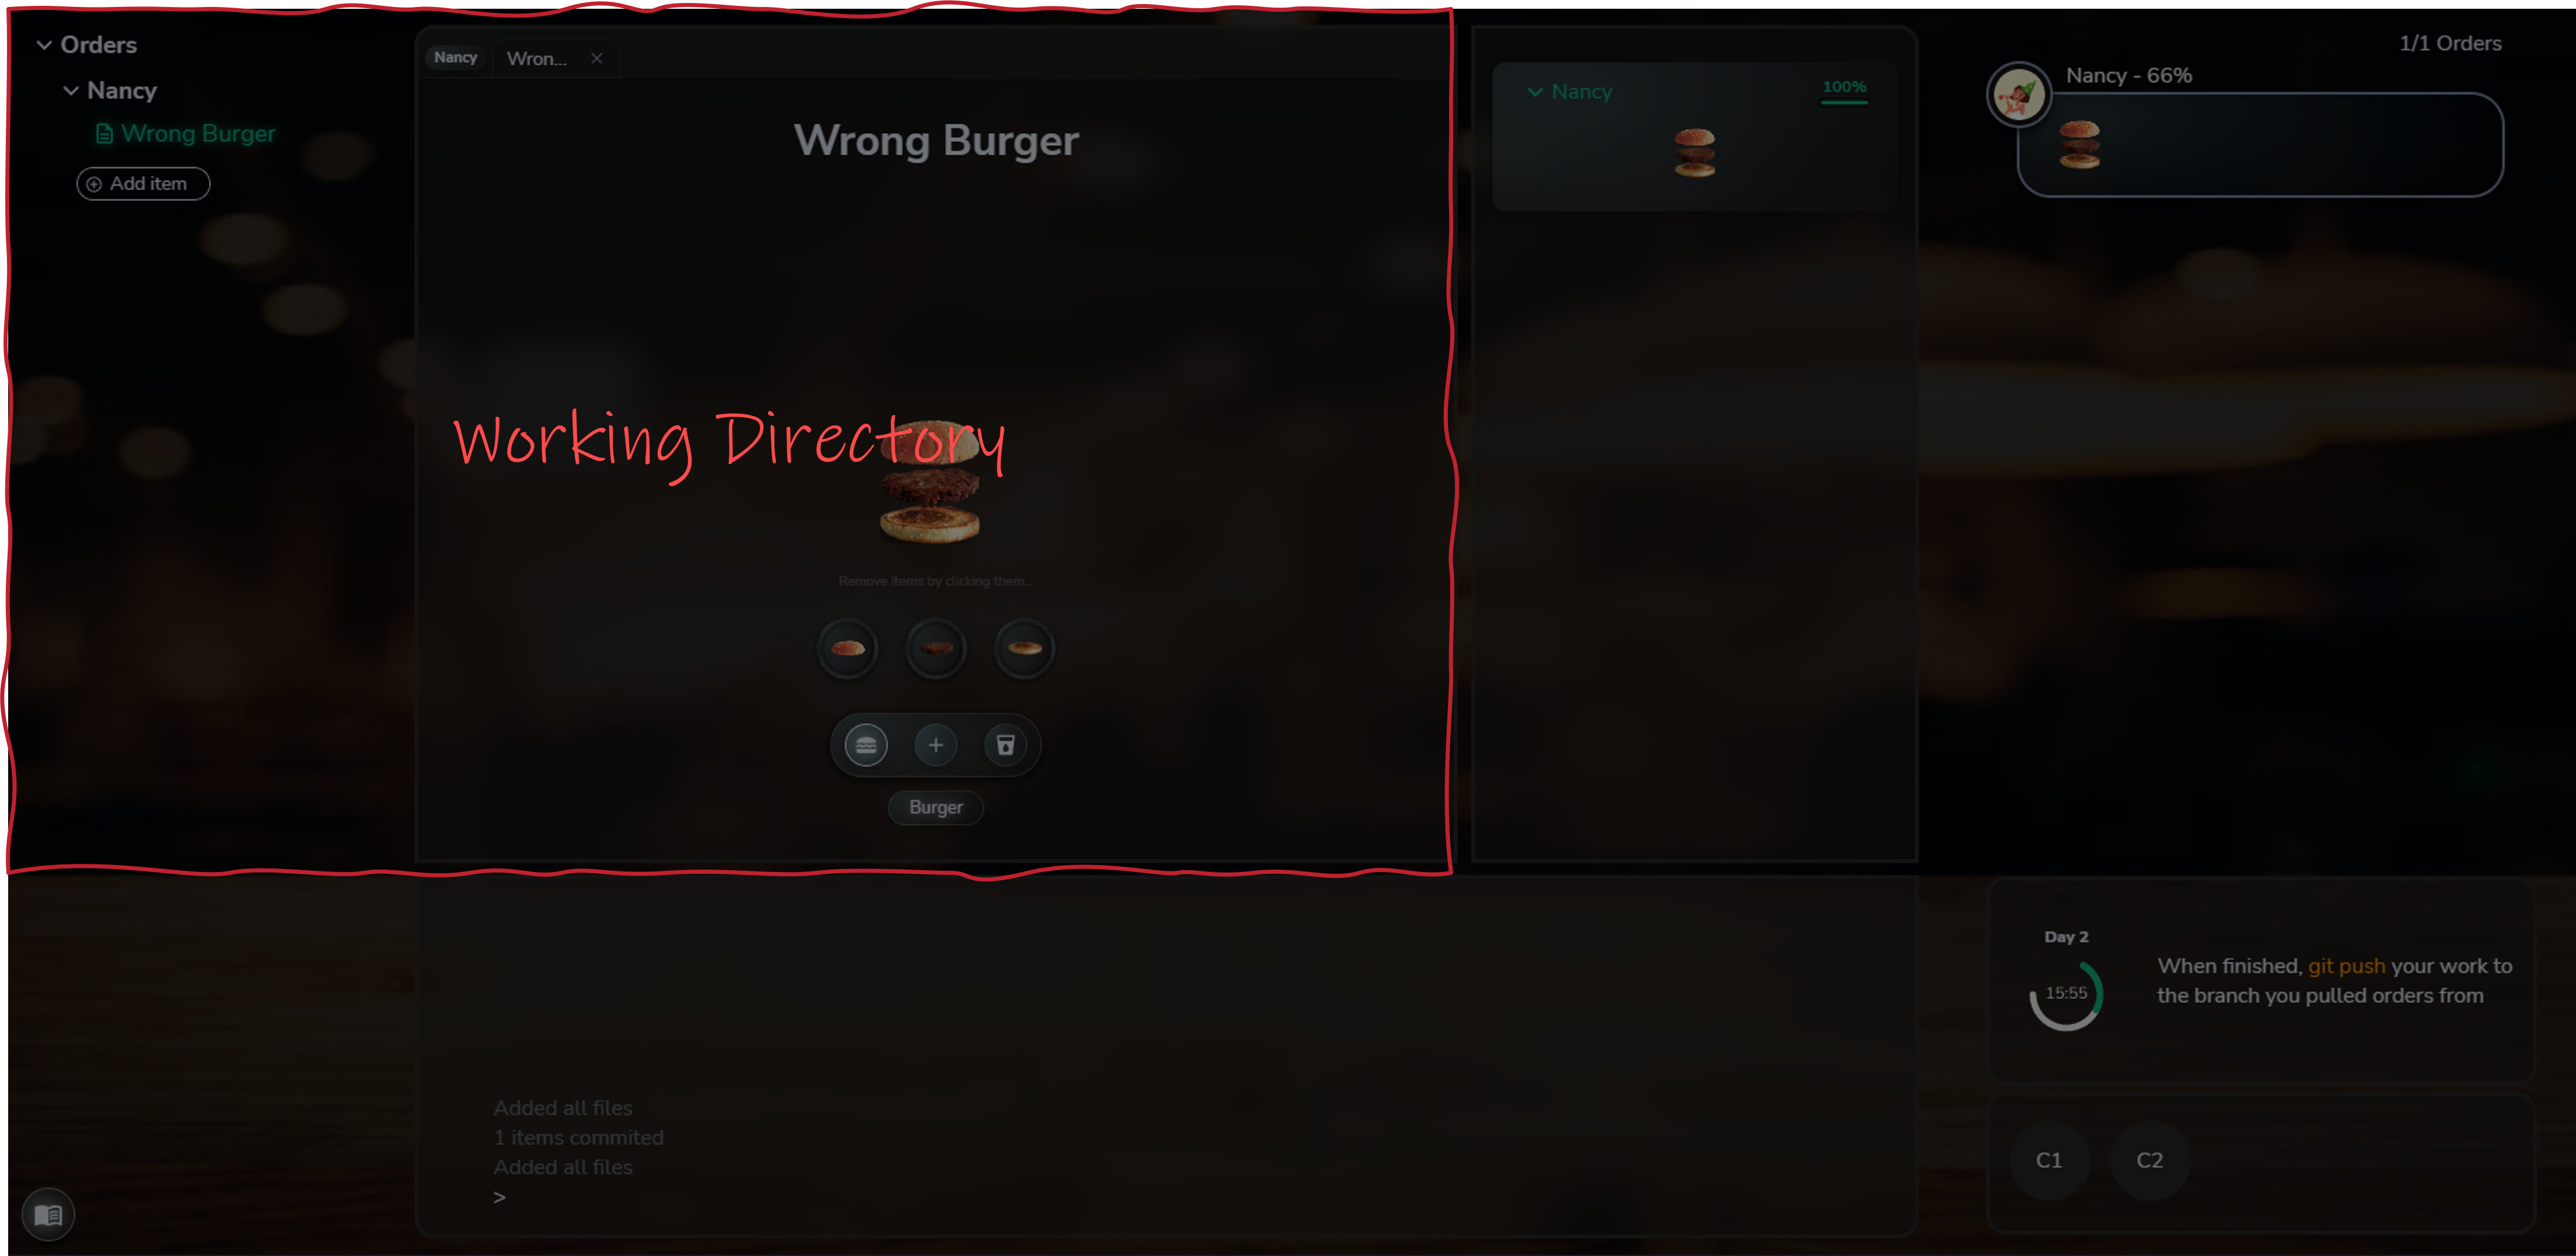 Orders
Nancy
Wrong Burger
Add item
Nancy
Wron...
Wrong Burger
Working Directory
Remove items by clicking them...
Burger
Nancy
100%
1/1 Orders
Nancy - 66%
Added all files
1 items commited
Added all files
>
Day 2
15:55
When finished, git push your work to
the branch you pulled orders from
C1
C2